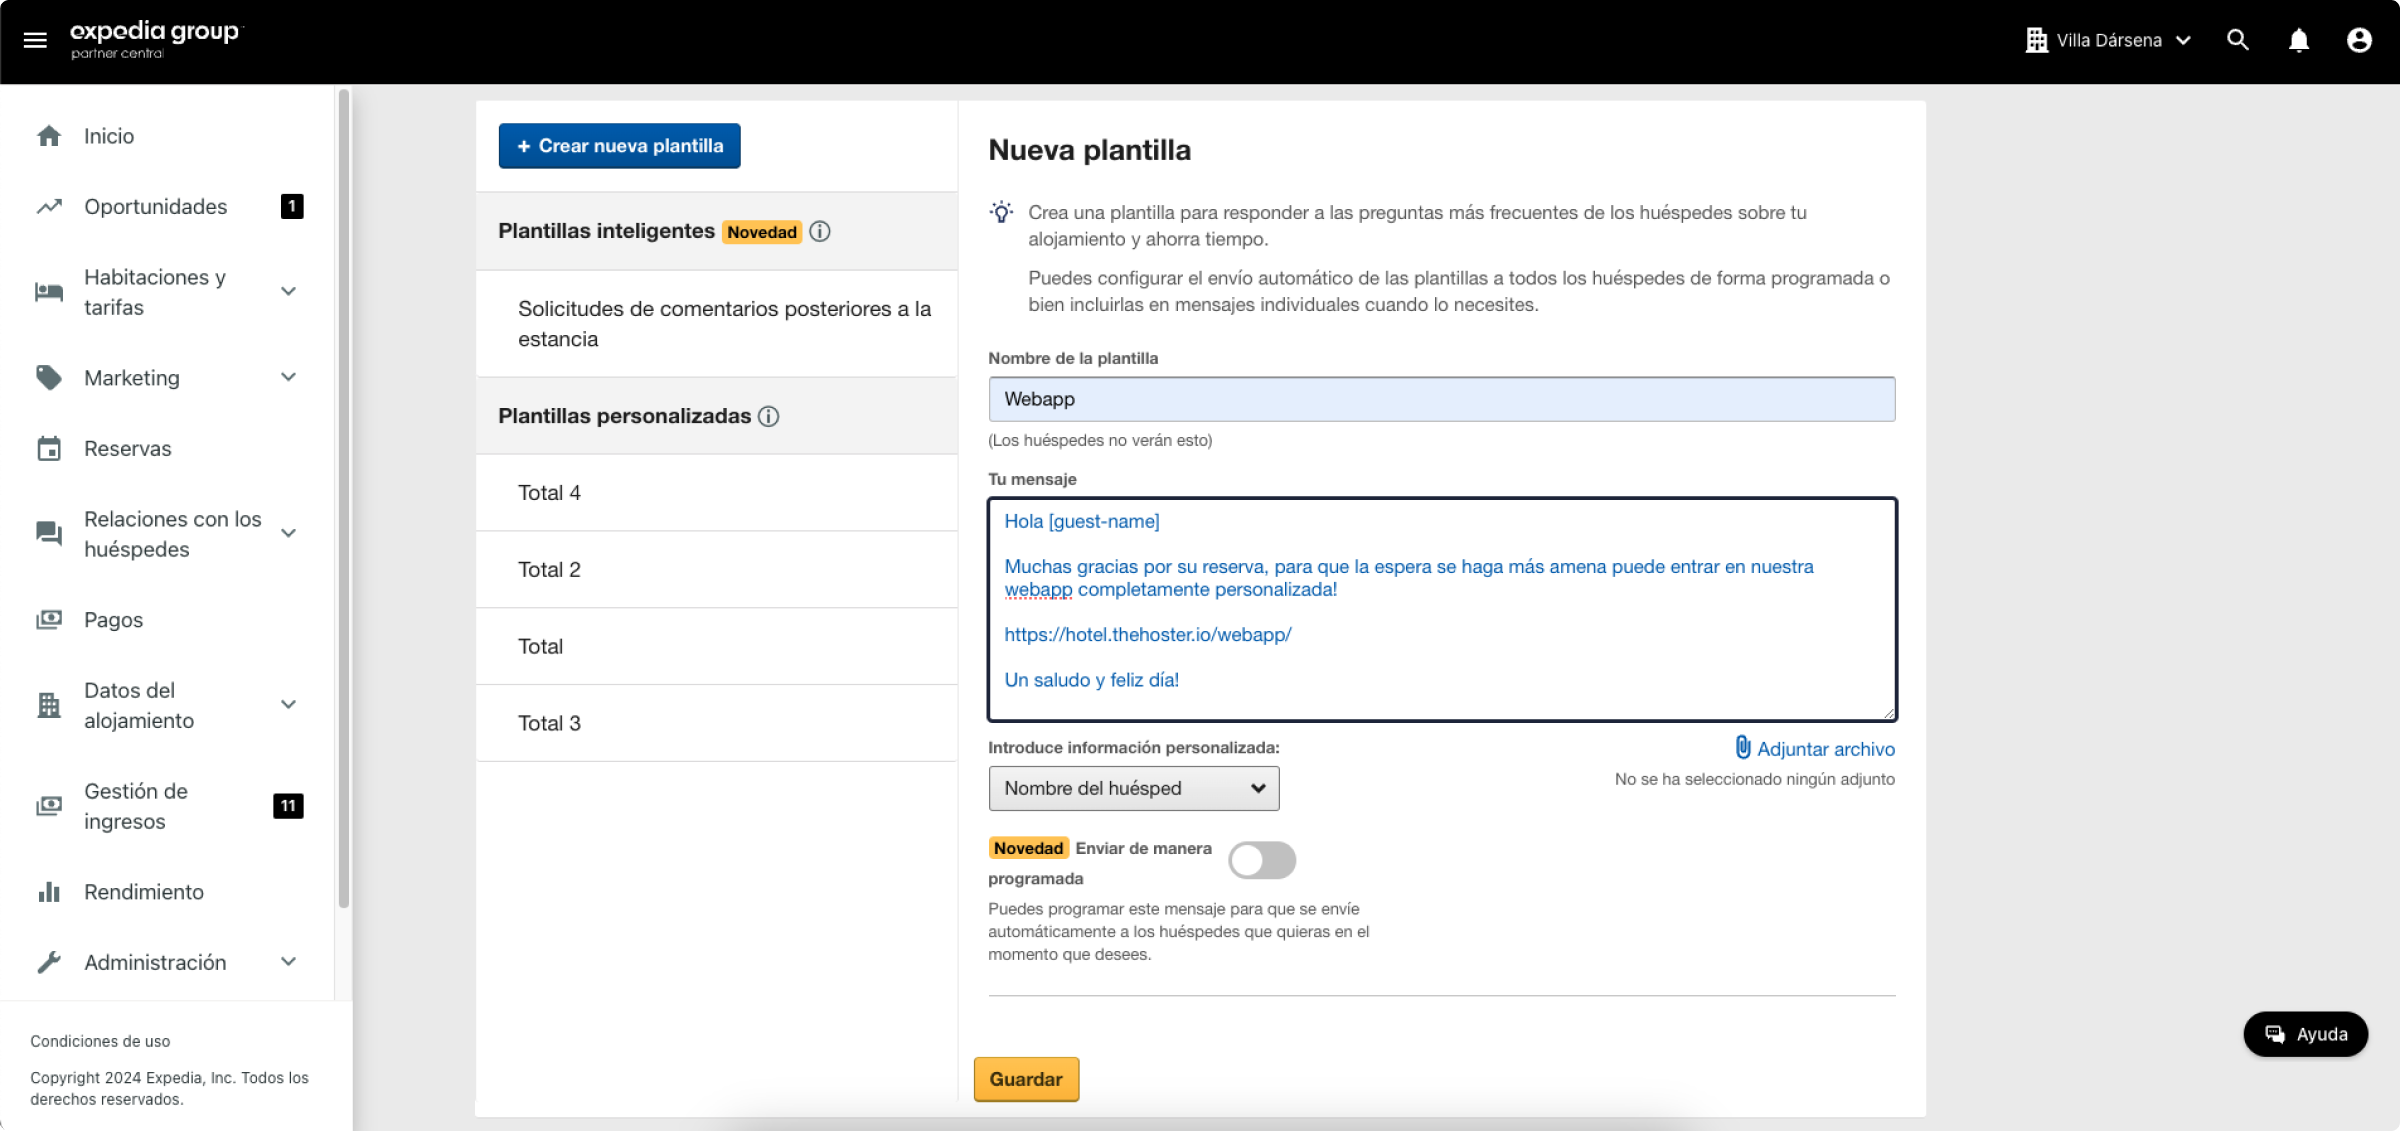 expedia group
partner central
Villa Dársena
Inicio
Oportunidades 1
Habitaciones y
tarifas
Marketing
Reservas
Relaciones con los
huéspedes
Pagos
Datos del
alojamiento
Gestión de
ingresos 11
Rendimiento
Administración
Condiciones de uso
Copyright 2024 Expedia, Inc. Todos los
derechos reservados.
+ Crear nueva plantilla
Plantillas inteligentes Novedad
Solicitudes de comentarios posteriores a la
estancia
Plantillas personalizadas
Total 4
Total 2
Total
Total 3
Nueva plantilla
Crea una plantilla para responder a las preguntas más frecuentes de los huéspedes sobre tu
alojamiento y ahorra tiempo.
Puedes configurar el envío automático de las plantillas a todos los huéspedes de forma programada o
bien incluirlas en mensajes individuales cuando lo necesites.
Nombre de la plantilla
Webapp
(Los huéspedes no verán esto)
Tu mensaje
Hola [guest-name]
Muchas gracias por su reserva, para que la espera se haga más amena puede entrar en nuestra
webapp completamente personalizada!
https://hotel.thehoster.io/webapp/
Un saludo y feliz día!
Introduce información personalizada:
Nombre del huésped
Adjuntar archivo
No se ha seleccionado ningún adjunto
Novedad Enviar de manera
programada
Puedes programar este mensaje para que se envíe
automáticamente a los huéspedes que quieras en el
momento que desees.
Guardar
Ayuda